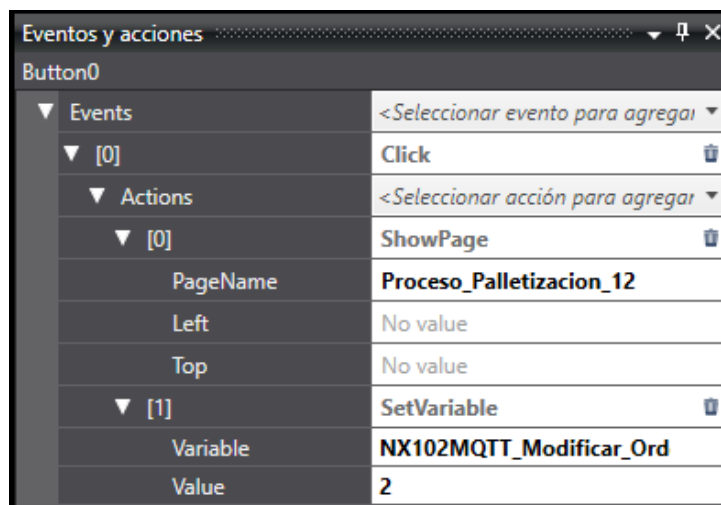 Eventos y acciones
Button0
Events <Seleccionar evento para agregar
[0] Click
Actions <Seleccionar acción para agregar
[0] ShowPage
PageName Proceso_Palletizacion_12
Left No value
Top No value
[1] SetVariable
Variable NX102MQTT_Modificar_Ord
Value 2